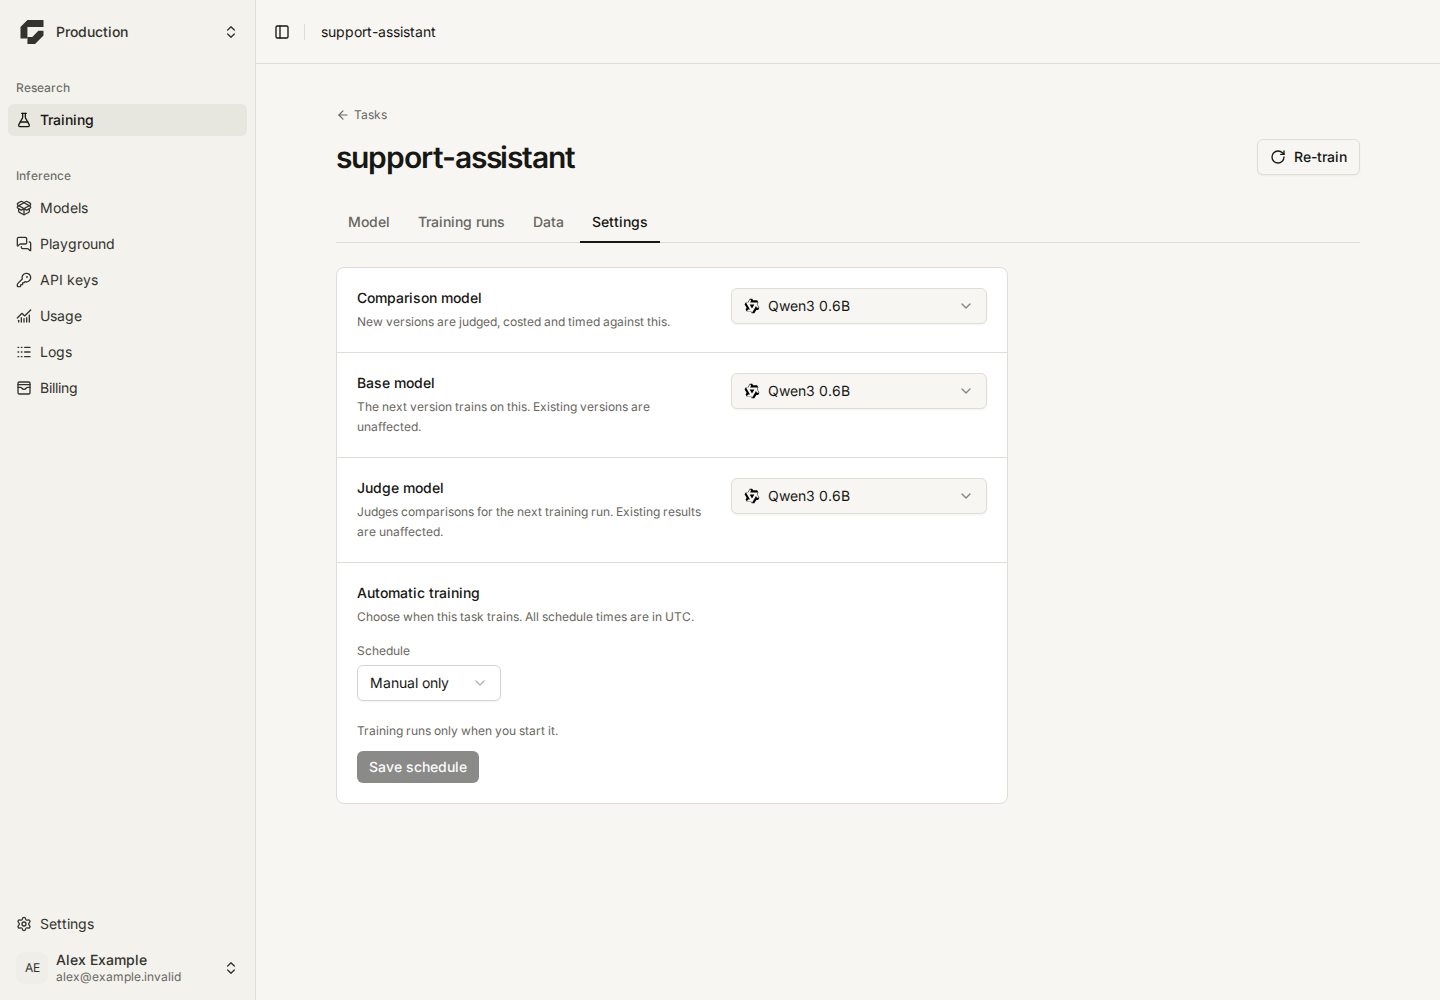 Production
support-assistant
Research
Training
Inference
Models
Playground
API keys
Usage
Logs
Billing
Settings
AE
Alex Example
alex@example.invalid
Tasks
support-assistant
Re-train
Model
Training runs
Data
Settings
Comparison model
New versions are judged, costed and timed against this.
Qwen3 0.6B
Base model
The next version trains on this. Existing versions are
unaffected.
Qwen3 0.6B
Judge model
Judges comparisons for the next training run. Existing results
are unaffected.
Qwen3 0.6B
Automatic training
Choose when this task trains. All schedule times are in UTC.
Schedule
Manual only
Training runs only when you start it.
Save schedule